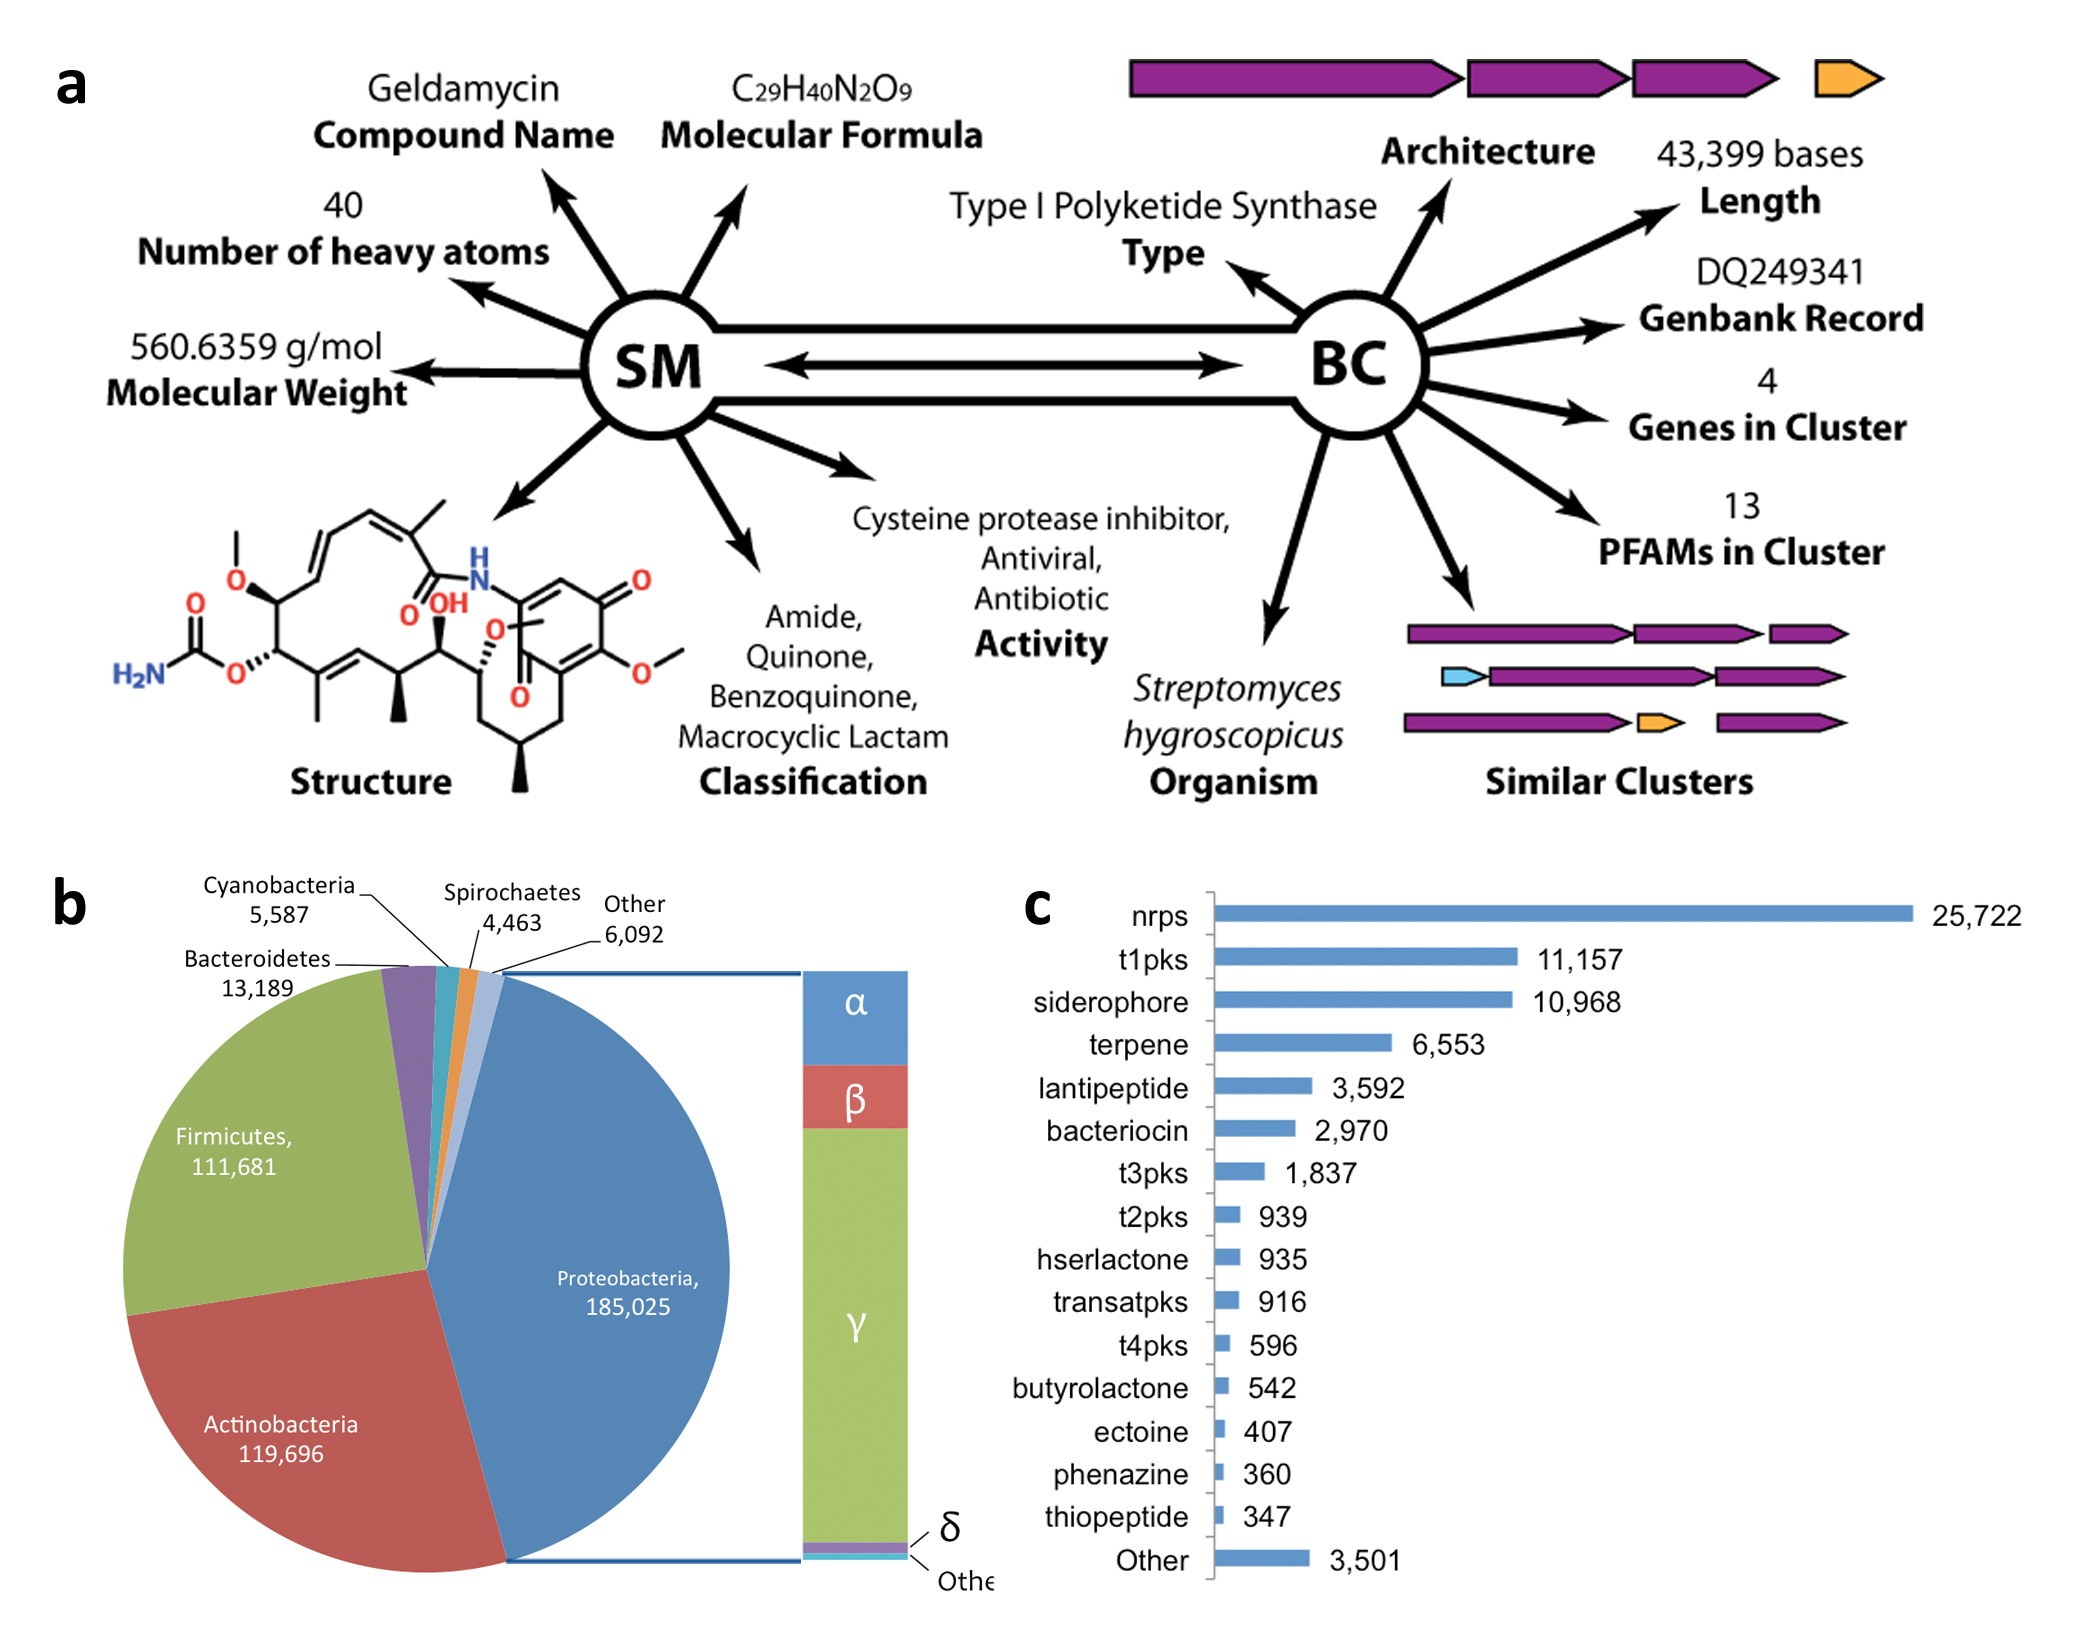 a
Geldamycin
Compound Name
C29H40N2O9
Molecular Formula
40
Number of heavy atoms
560.6359 g/mol
Molecular Weight
SM
BC
Type I Polyketide Synthase
Type
Architecture
43,399 bases
Length
DQ249341
Genbank Record
4
Genes in Cluster
13
PFAMs in Cluster
Similar Clusters
Streptomyces
hygroscopicus
Organism
Cysteine protease inhibitor,
Antiviral,
Antibiotic
Activity
Amide,
Quinone,
Benzoquinone,
Macrocyclic Lactam
Classification
O
O
H
N
O
OH
O
O
H2N
O
O
O
Structure
b
Cyanobacteria
5,587
Spirochaetes
4,463
Other
6,092
Bacteroidetes
13,189
Firmicutes,
111,681
Actinobacteria
119,696
Proteobacteria,
185,025
α
β
γ
δ
Othe
c
nrps 25,722
t1pks 11,157
siderophore 10,968
terpene 6,553
lantipeptide 3,592
bacteriocin 2,970
t3pks 1,837
t2pks 939
hserlactone 935
transatpks 916
t4pks 596
butyrolactone 542
ectoine 407
phenazine 360
thiopeptide 347
Other 3,501